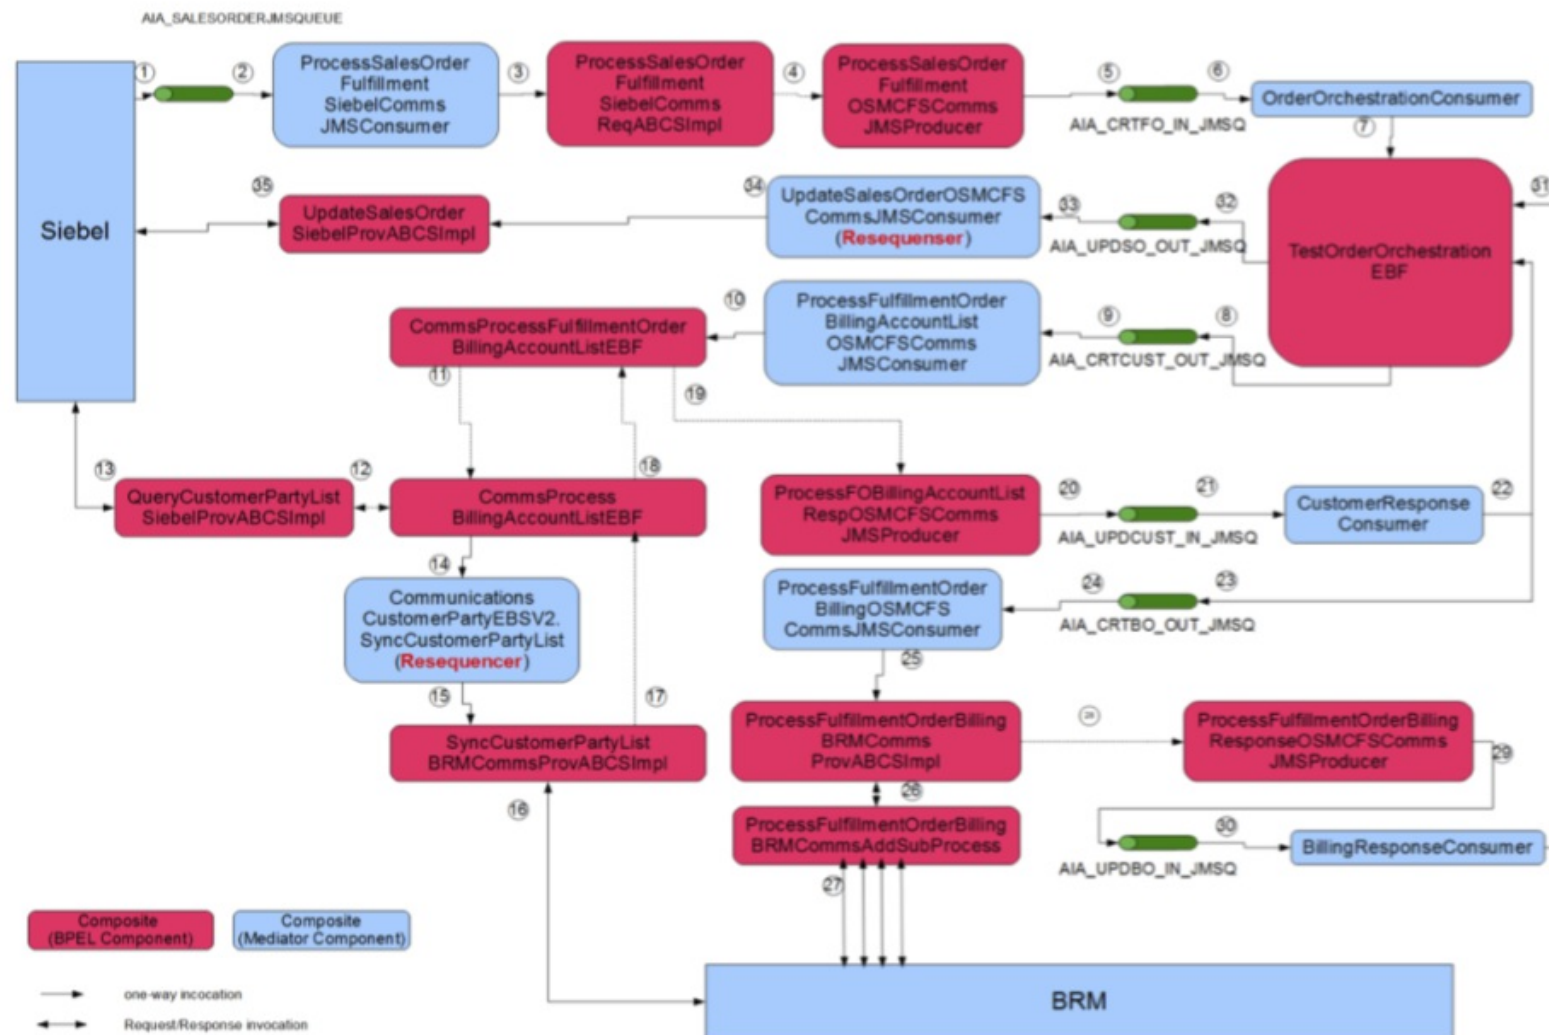 AIA_SALESORDERJMSQUEUE
1
2
ProcessSalesOrder
Fulfillment
SiebelComms
JMSConsumer
3
ProcessSalesOrder
Fulfillment
SiebelComms
ReqABCSImpl
4
ProcessSalesOrder
Fulfillment
OSMCFSComms
JMSProducer
5
6
AIA_CRTFO_IN_JMSQ
OrderOrchestrationConsumer
7
Siebel
35
UpdateSalesOrder
SiebelProvABCSImpl
34
UpdateSalesOrderOSMCFS
CommsJMSConsumer
(Resequenser)
33
32
AIA_UPDSO_OUT_JMSQ
TestOrderOrchestration
EBF
31
CommsProcessFulfillmentOrder
BillingAccountListEBF
10
ProcessFulfillmentOrder
BillingAccountList
OSMCFSComms
JMSConsumer
9
8
AIA_CRTCUST_OUT_JMSQ
11
19
18
13
QueryCustomerPartyList
SiebelProvABCSImpl
12
CommsProcess
BillingAccountListEBF
ProcessFOBillingAccountList
RespOSMCFSComms
JMSProducer
20
21
AIA_UPDCUST_IN_JMSQ
CustomerResponse
Consumer
22
14
Communications
CustomerPartyEBSV2.
SyncCustomerPartyList
(Resequencer)
ProcessFulfillmentOrder
BillingOSMCFS
CommsJMSConsumer
24
23
AIA_CRTBO_OUT_JMSQ
25
15
17
SyncCustomerPartyList
BRMCommsProvABCSImpl
ProcessFulfillmentOrderBilling
BRMComms
ProvABCSImpl
28
ProcessFulfillmentOrderBilling
ResponseOSMCFSComms
JMSProducer
29
16
26
ProcessFulfillmentOrderBilling
BRMCommsAddSubProcess
30
AIA_UPDBO_IN_JMSQ
BillingResponseConsumer
27
Composite
(BPEL Component)
Composite
(Mediator Component)
one-way incocation
Request/Response invocation
BRM